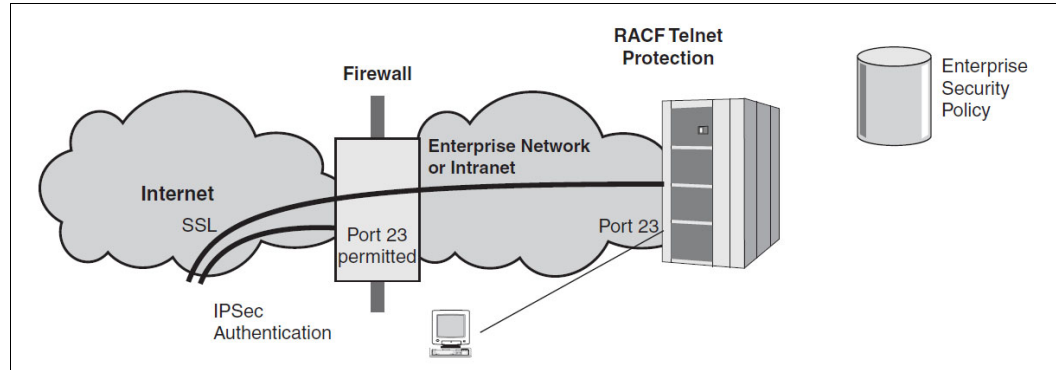 RACF Telnet
Protection
Firewall
Enterprise
Security
Policy
Enterprise Network
or Intranet
Internet
SSL
Port 23
permitted
Port 23
IPSec
Authentication